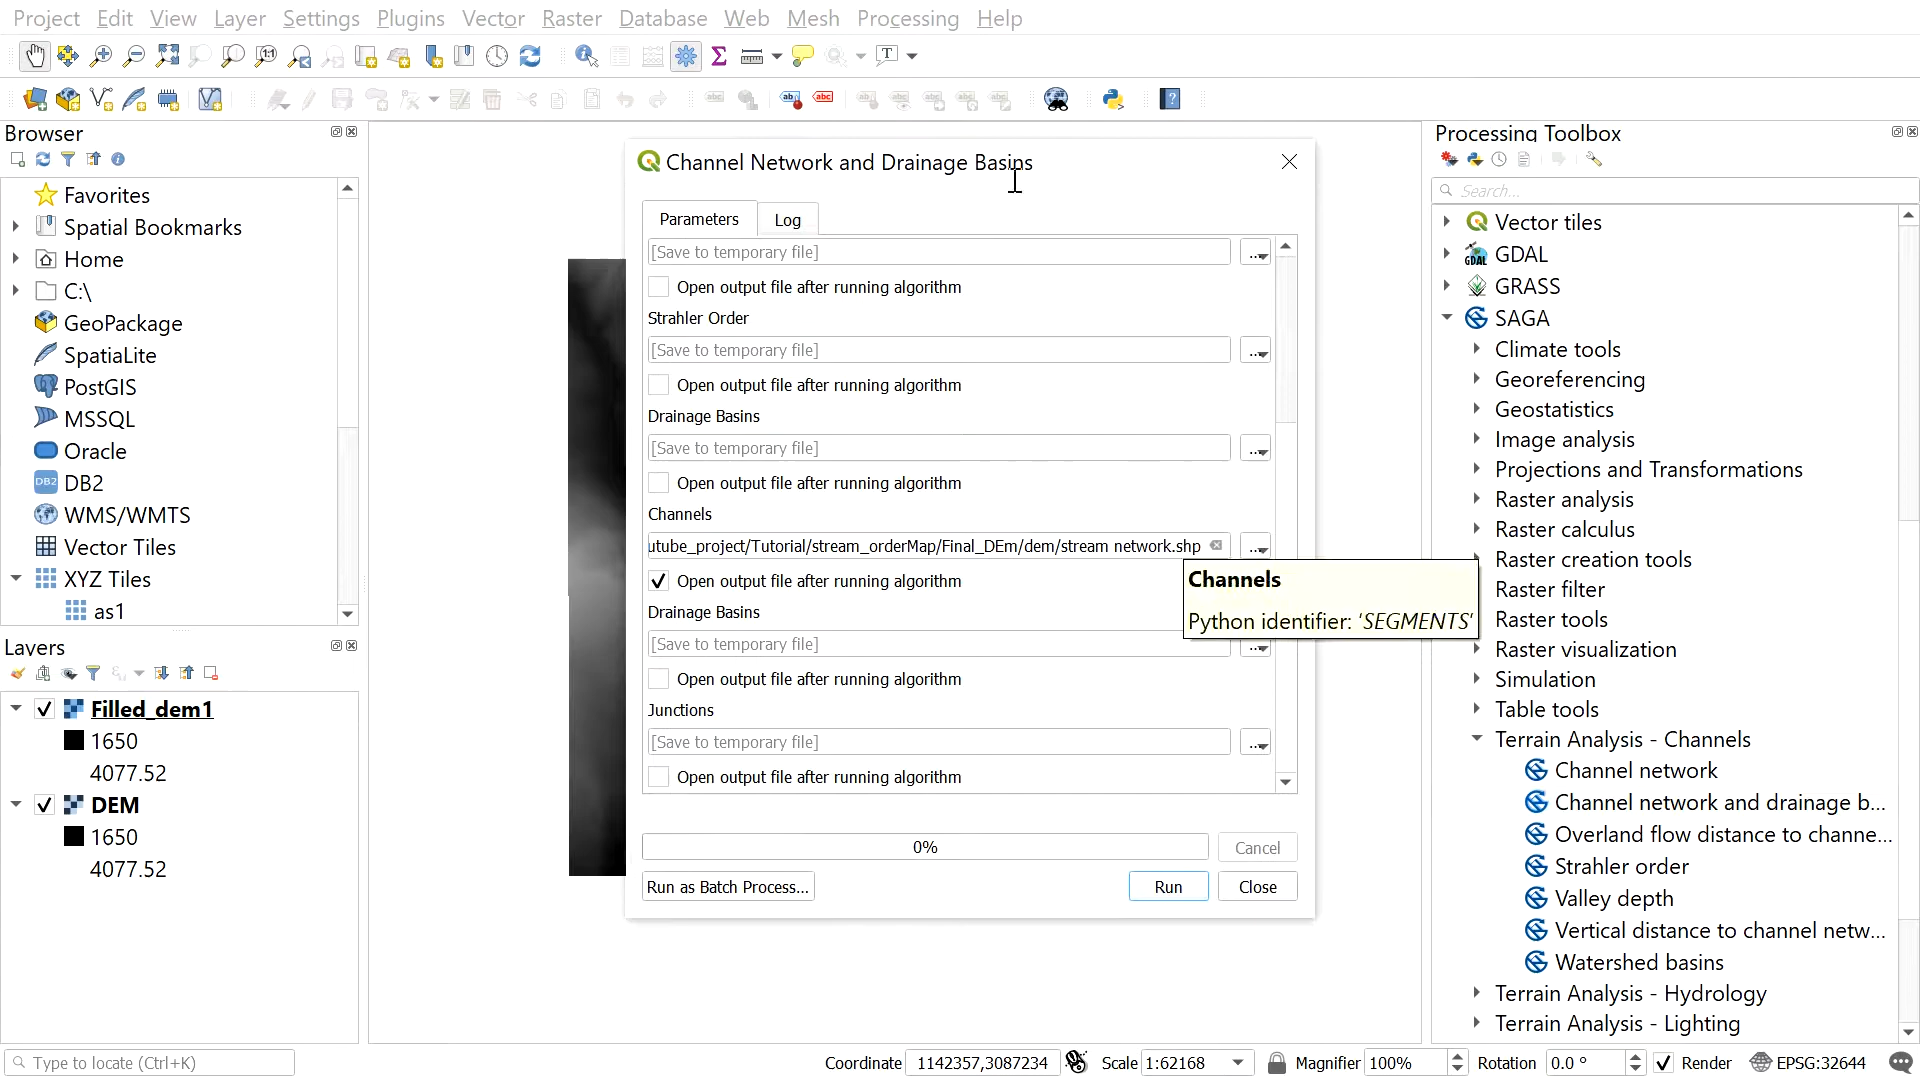 Project Edit View Layer Settings Plugins Vector Raster Database Web Mesh Processing Help
Browser
Favorites
Spatial Bookmarks
Home
C:\
GeoPackage
SpatiaLite
PostGIS
MSSQL
Oracle
DB2
WMS/WMTS
Vector Tiles
XYZ Tiles
as1
Layers
Filled_dem1
1650
4077.52
DEM
1650
4077.52
Channel Network and Drainage Basins
Parameters Log
[Save to temporary file] ...
Open output file after running algorithm
Strahler Order
[Save to temporary file] ...
Open output file after running algorithm
Drainage Basins
[Save to temporary file] ...
Open output file after running algorithm
Channels
utube_project/Tutorial/stream_orderMap/Final_DEm/dem/stream network.shp ...
Open output file after running algorithm
Channels
Python identifier: 'SEGMENTS'
Drainage Basins
[Save to temporary file] ...
Open output file after running algorithm
Junctions
[Save to temporary file] ...
Open output file after running algorithm
0% Cancel
Run as Batch Process... Run Close
Processing Toolbox
Search...
Vector tiles
GDAL
GRASS
SAGA
Climate tools
Georeferencing
Geostatistics
Image analysis
Projections and Transformations
Raster analysis
Raster calculus
Raster creation tools
Raster filter
Raster tools
Raster visualization
Simulation
Table tools
Terrain Analysis - Channels
Channel network
Channel network and drainage b...
Overland flow distance to channe...
Strahler order
Valley depth
Vertical distance to channel netw...
Watershed basins
Terrain Analysis - Hydrology
Terrain Analysis - Lighting
Type to locate (Ctrl+K) Coordinate 1142357,3087234 Scale 1:62168 Magnifier 100% Rotation 0.0 ° Render EPSG:32644